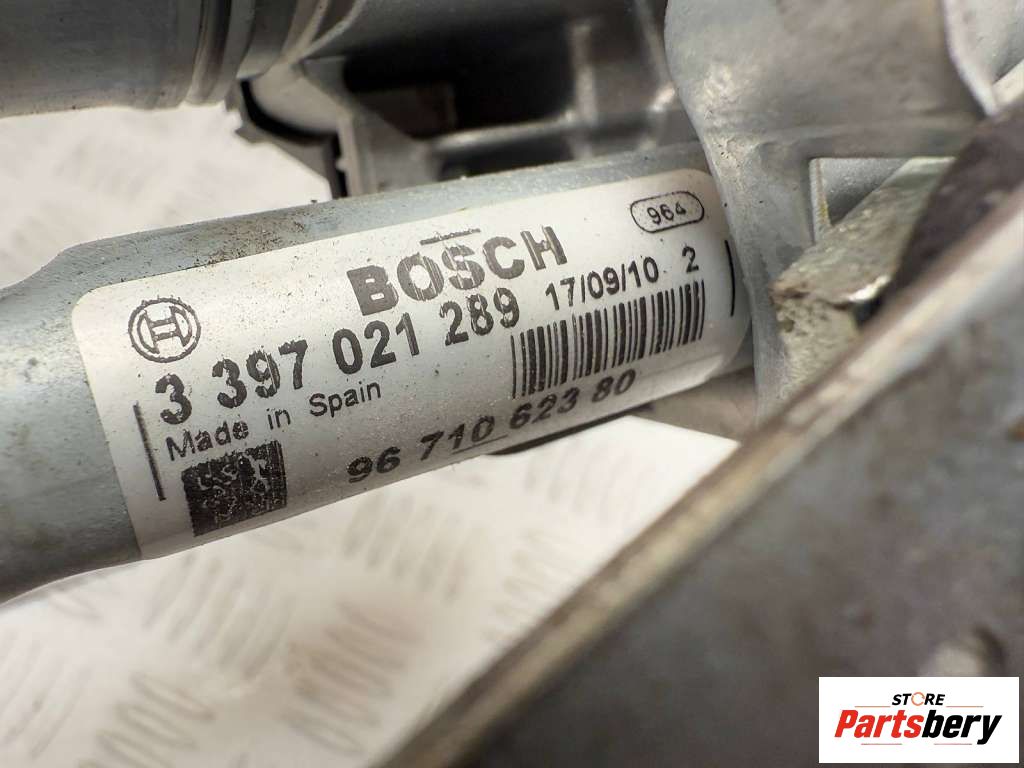 964
BOSCH
3 397 021 289 17/09/10 2
Made in Spain
96 710 623 80
STORE
Partsbery